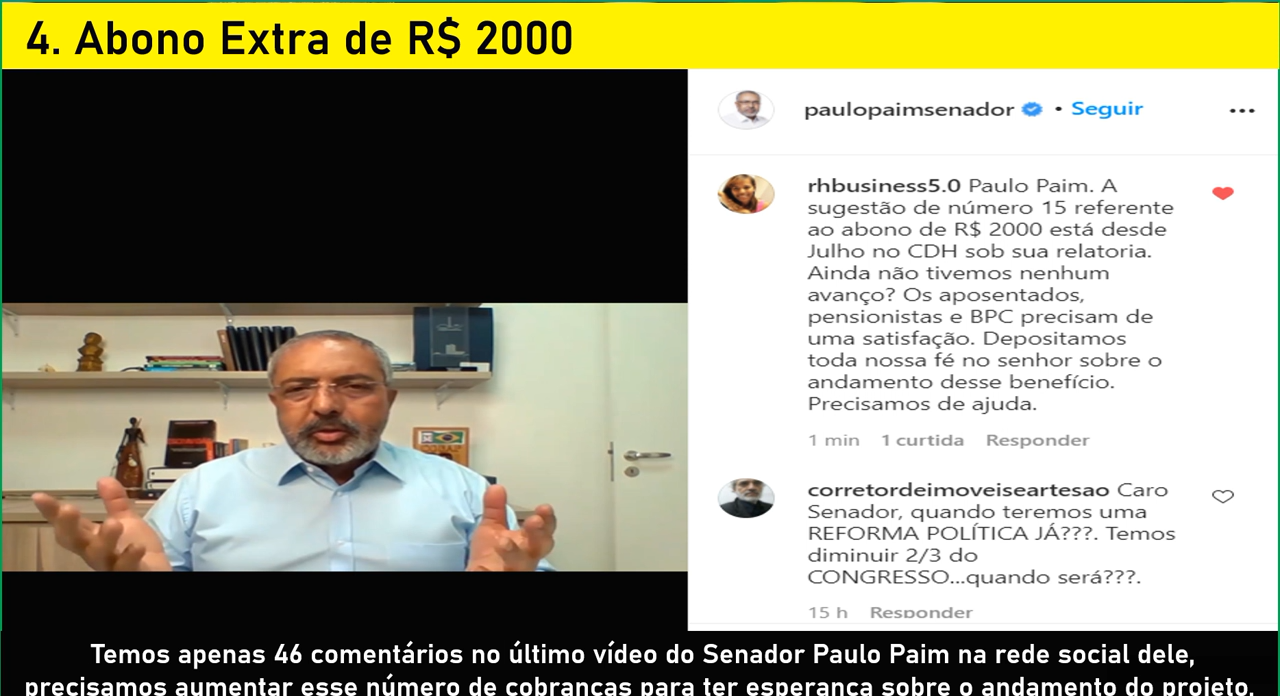 4. Abono Extra de R$ 2000
paulopaimsenador • Seguir
rhbusiness5.0 Paulo Paim. A
sugestão de número 15 referente
ao abono de R$ 2000 está desde
Julho no CDH sob sua relatoria.
Ainda não tivemos nenhum
avanço? Os aposentados,
pensionistas e BPC precisam de
uma satisfação. Depositamos
toda nossa fé no senhor sobre o
andamento desse benefício.
Precisamos de ajuda.
1 min 1 curtida Responder
corretordeimoveiseartesao Caro
Senador, quando teremos uma
REFORMA POLÍTICA JÁ???. Temos
diminuir 2/3 do
CONGRESSO...quando será???.
15 h Responder
Temos apenas 46 comentários no último vídeo do Senador Paulo Paim na rede social dele,
precisamos aumentar esse número de cobranças para ter esperança sobre o andamento do projeto.